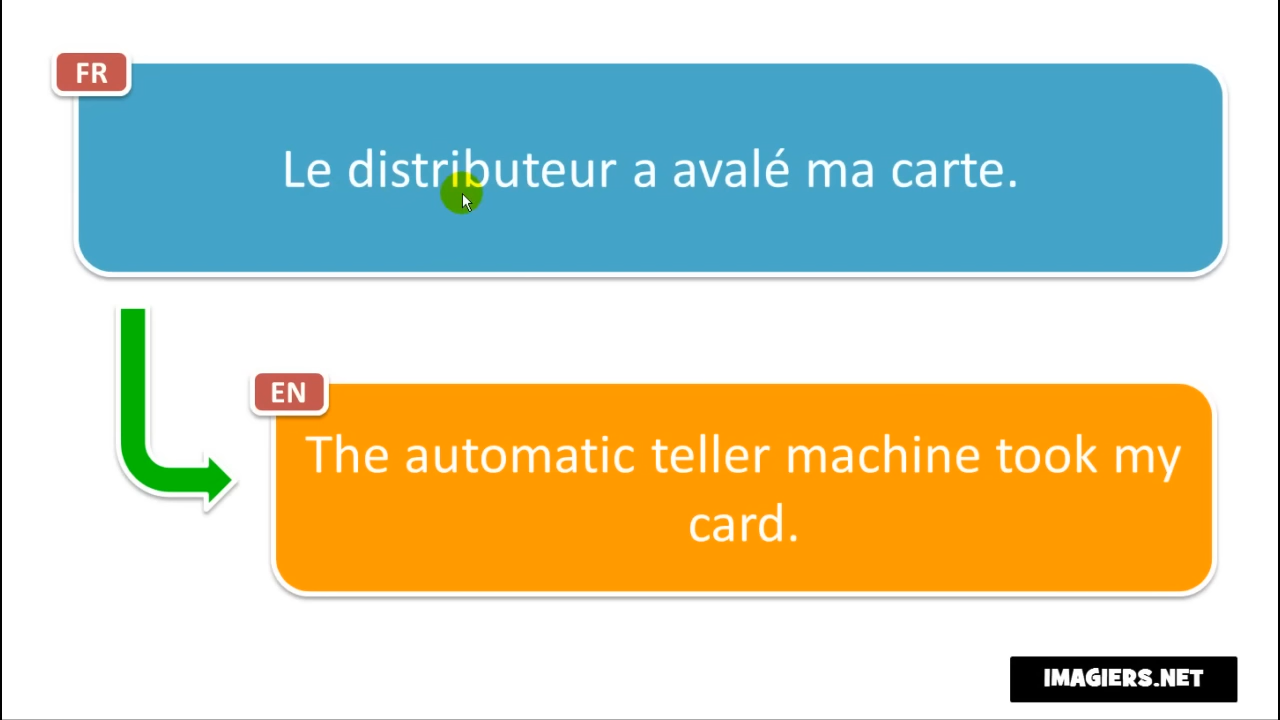 FR
Le distributeur a avalé ma carte.
EN
The automatic teller machine took my
card.
IMAGIERS.NET